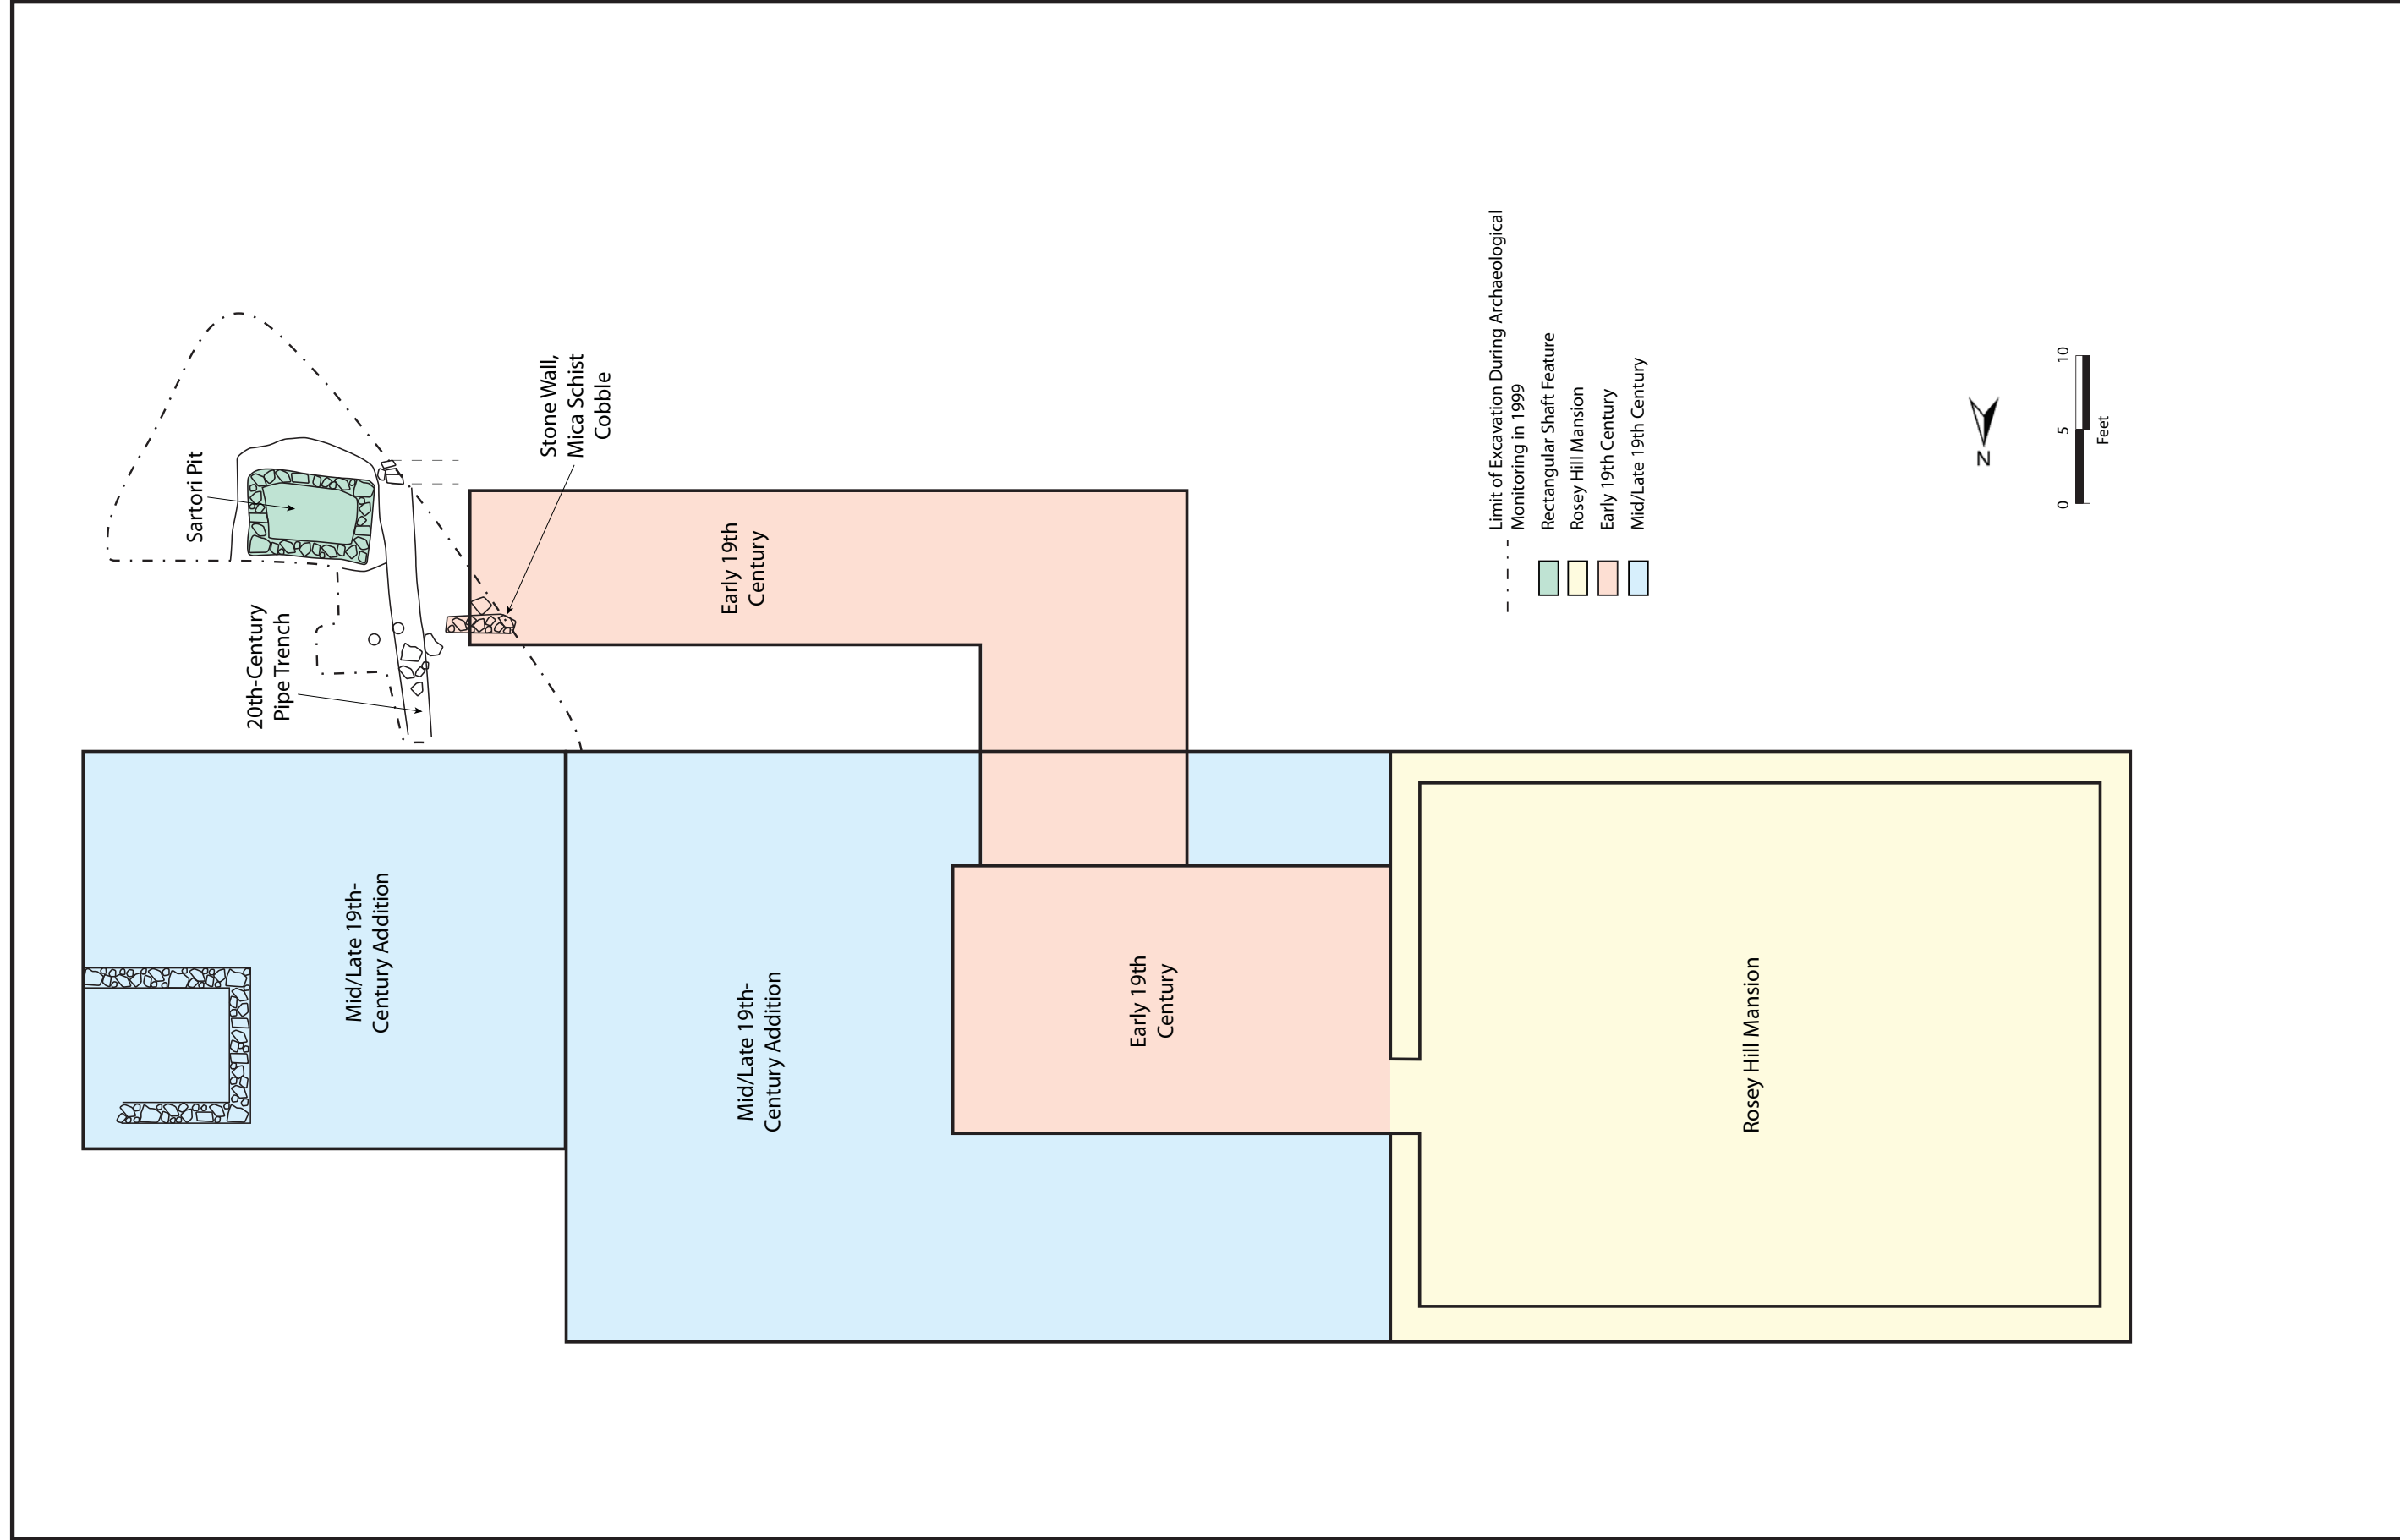 Sartori Pit
20th-Century
Pipe Trench
Stone Wall,
Mica Schist
Cobble
Early 19th
Century
Mid/Late 19th-
Century Addition
Mid/Late 19th-
Century Addition
Early 19th
Century
Rosey Hill Mansion
Limit of Excavation During Archaeological
Monitoring in 1999
Rectangular Shaft Feature
Rosey Hill Mansion
Early 19th Century
Mid/Late 19th Century
N
0 5 10
Feet